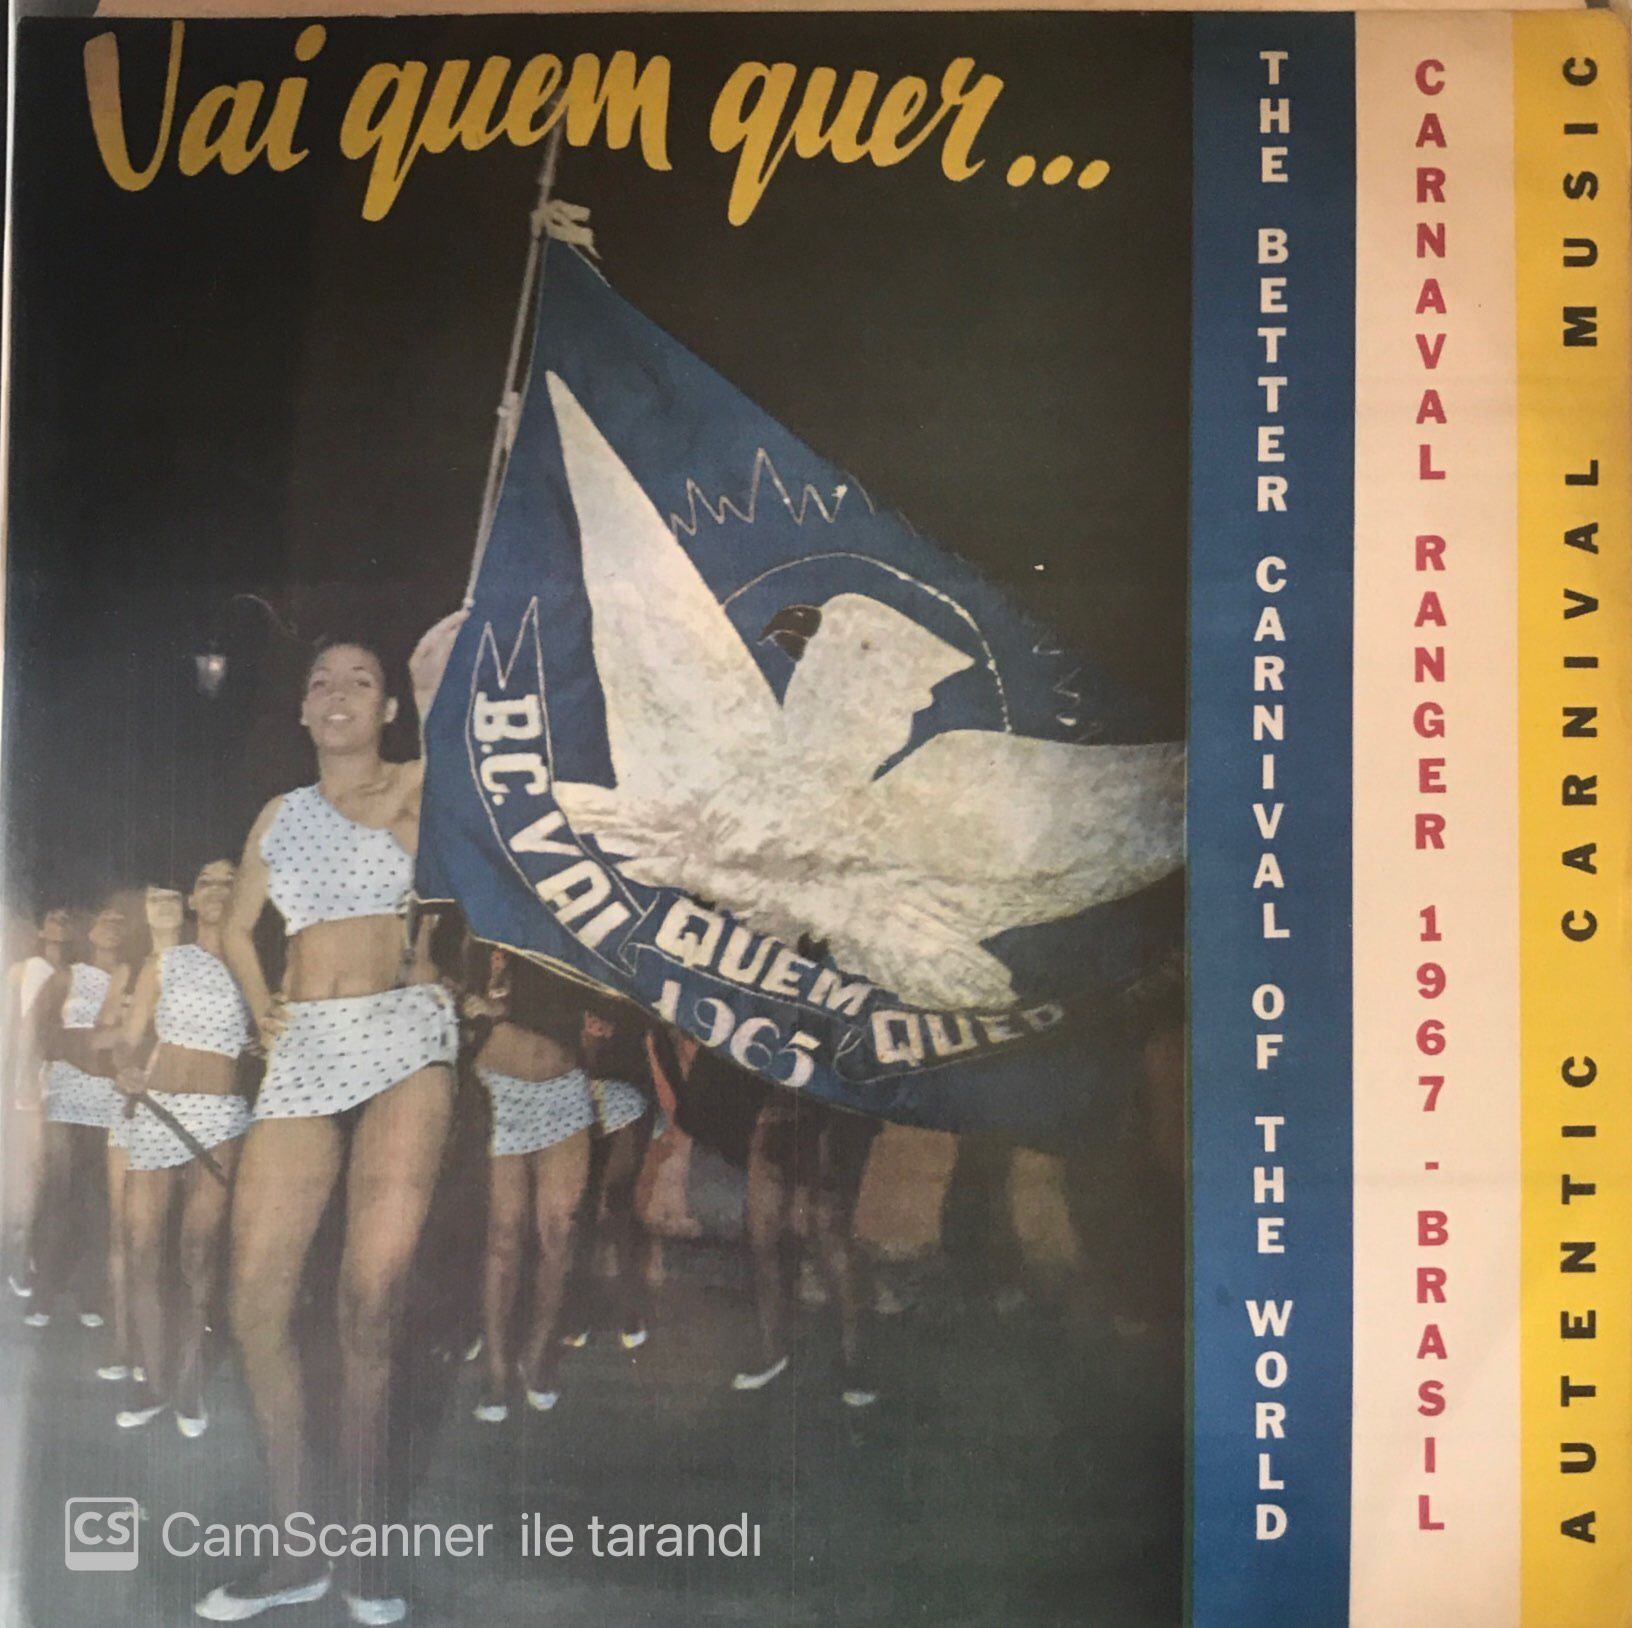 Vai quem quer...
B.C. VAI QUEM QUER
1965
THE BETTER CARNIVAL OF THE WORLD
CARNAVAL RANGER 1967 - BRASIL
AUTENTIC CARNIVAL MUSIC
CS CamScanner ile tarandı